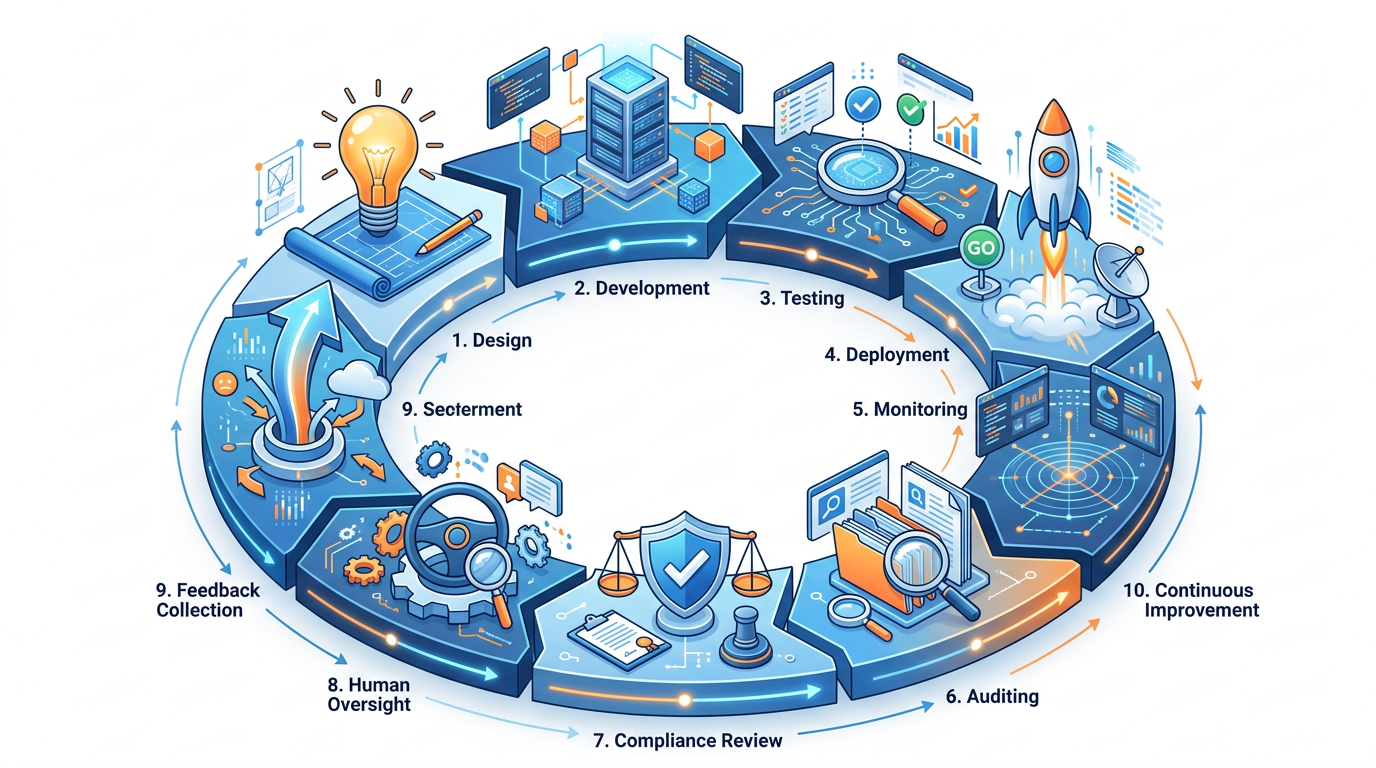 GO
2. Development
3. Testing
1. Design
4. Deployment
9. Secferment
5. Monitoring
9. Feedback
Collection
10. Continuous
Improvement
8. Human
Oversight
6. Auditing
7. Compliance Review